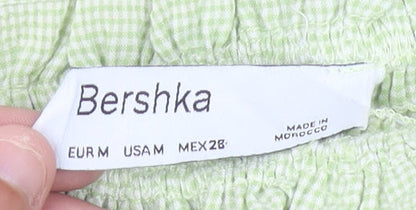 Bershka
EUR M USA M MEX 28
MADE IN
MOROCCO